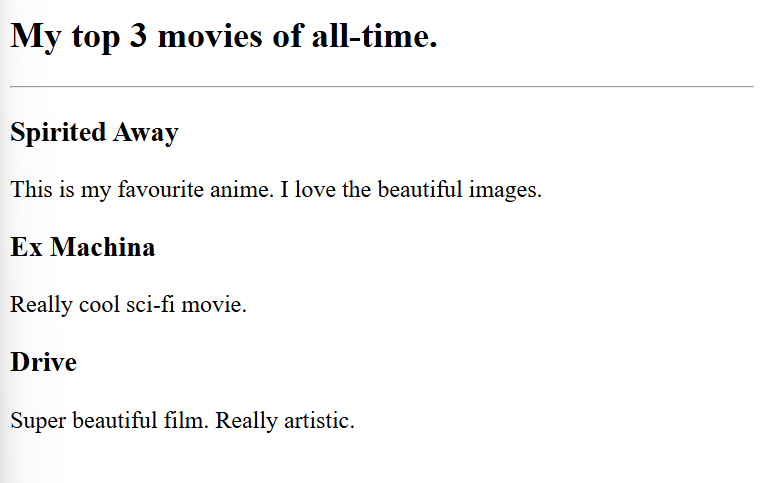 My top 3 movies of all-time.
Spirited Away
This is my favourite anime. I love the beautiful images.
Ex Machina
Really cool sci-fi movie.
Drive
Super beautiful film. Really artistic.